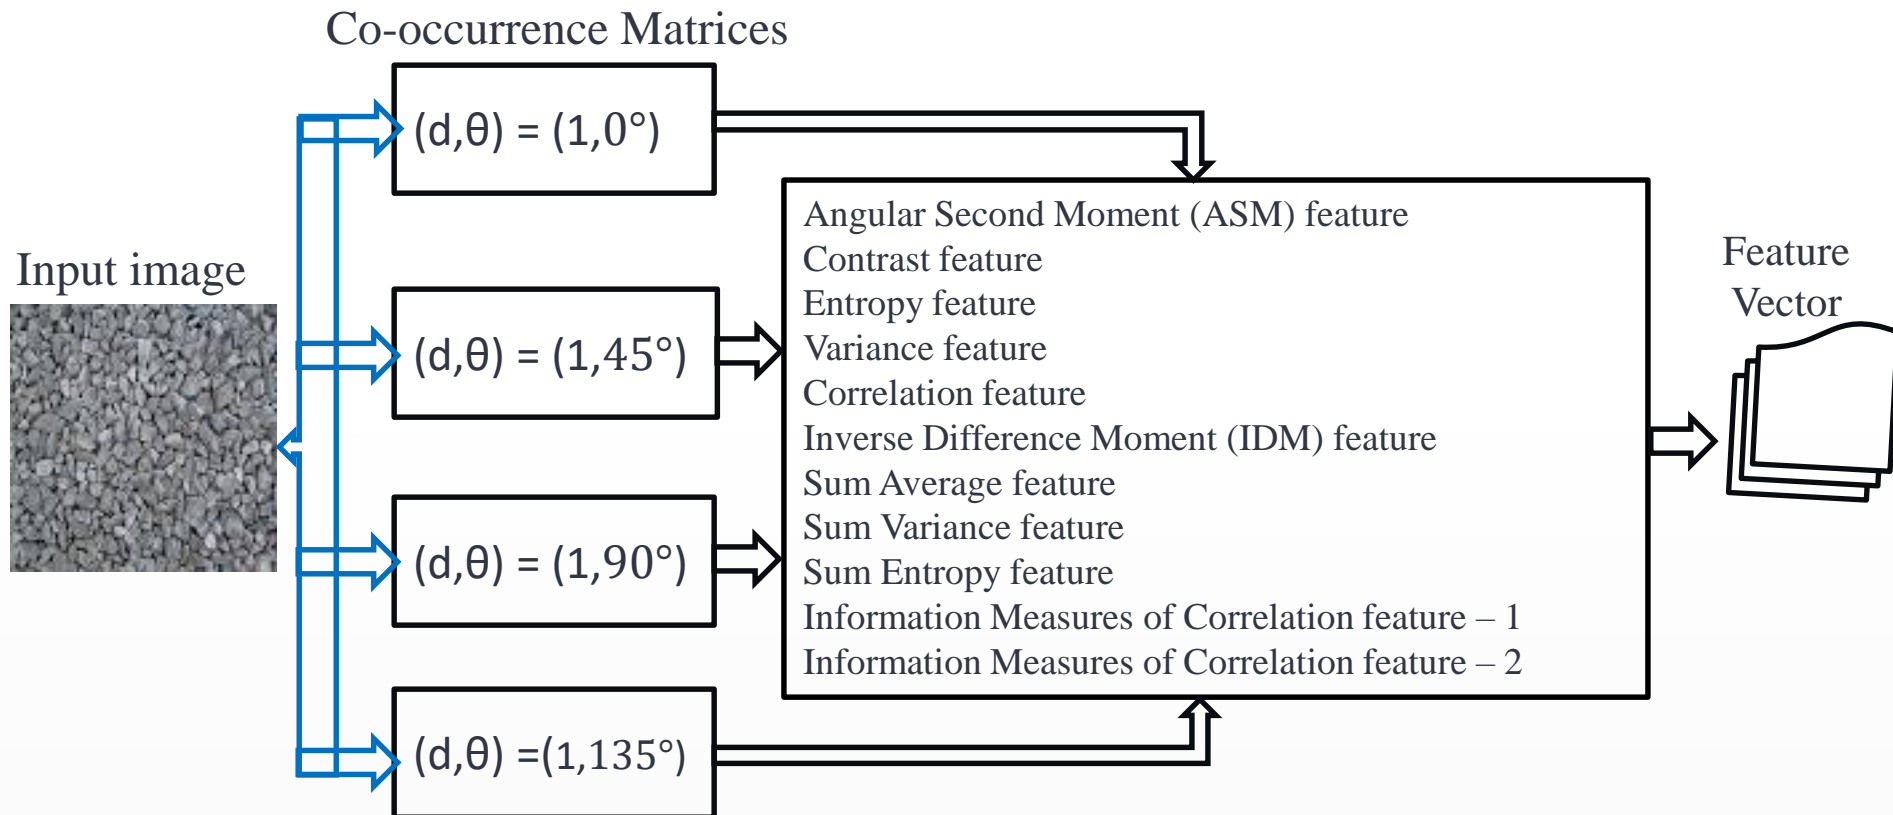 Co-occurrence Matrices
(d,θ) = (1,0°)
Input image
(d,θ) = (1,45°)
(d,θ) = (1,90°)
(d,θ) =(1,135°)
Angular Second Moment (ASM) feature
Contrast feature
Entropy feature
Variance feature
Correlation feature
Inverse Difference Moment (IDM) feature
Sum Average feature
Sum Variance feature
Sum Entropy feature
Information Measures of Correlation feature – 1
Information Measures of Correlation feature – 2
Feature
Vector